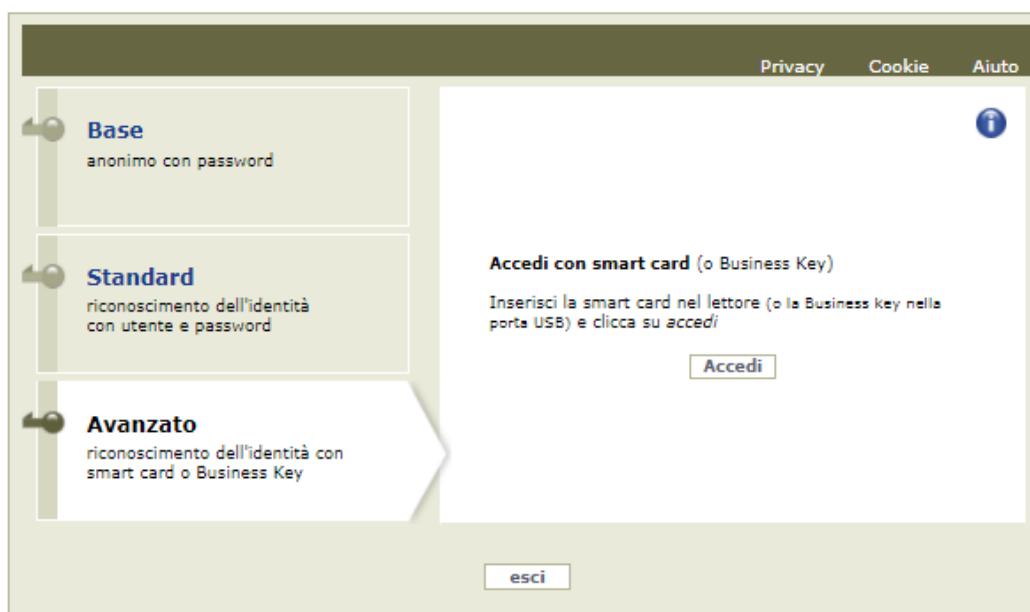 Privacy Cookie Aiuto
Base
anonimo con password
Standard
riconoscimento dell'identità
con utente e password
Avanzato
riconoscimento dell'identità con
smart card o Business Key
Accedi con smart card (o Business Key)
Inserisci la smart card nel lettore (o la Business key nella
porta USB) e clicca su accedi
Accedi
esci